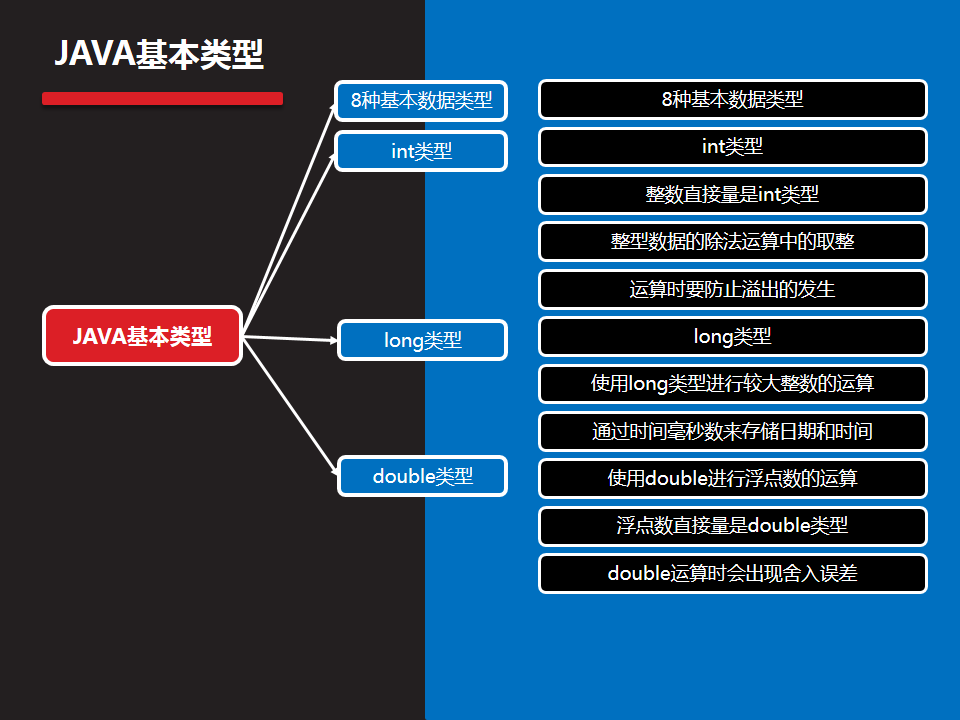 JAVA基本类型
JAVA基本类型
8种基本数据类型
int类型
long类型
double类型
8种基本数据类型
int类型
整数直接量是int类型
整型数据的除法运算中的取整
运算时要防止溢出的发生
long类型
使用long类型进行较大整数的运算
通过时间毫秒数来存储日期和时间
使用double进行浮点数的运算
浮点数直接量是double类型
double运算时会出现舍入误差